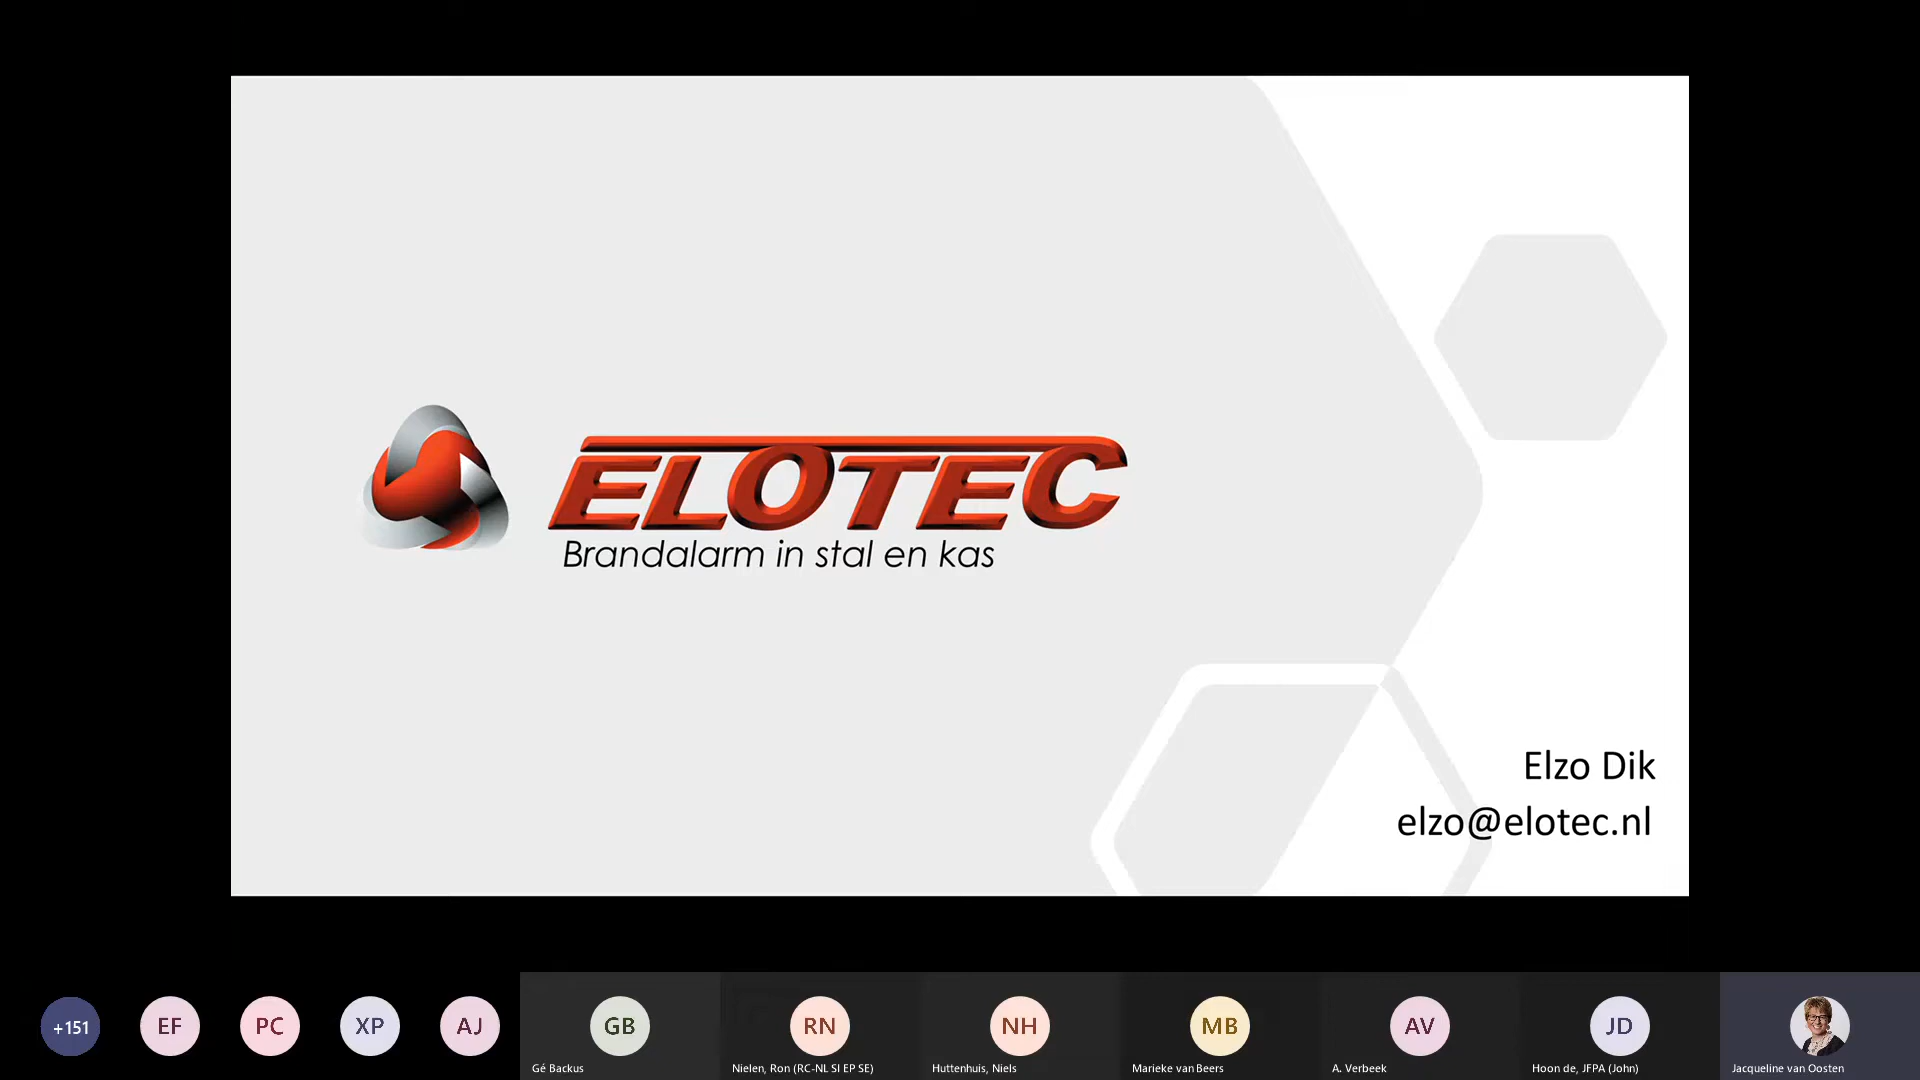 ELOTEC
Brandalarm in stal en kas
Elzo Dik
elzo@elotec.nl
+151
EF
PC
XP
AJ
GB
RN
NH
MB
AV
JD
Gé Backus
Nielen, Ron (RC-NL SI EP SE)
Huttenhuis, Niels
Marieke van Beers
A. Verbeek
Hoon de, JFPA (John)
Jacqueline van Oosten